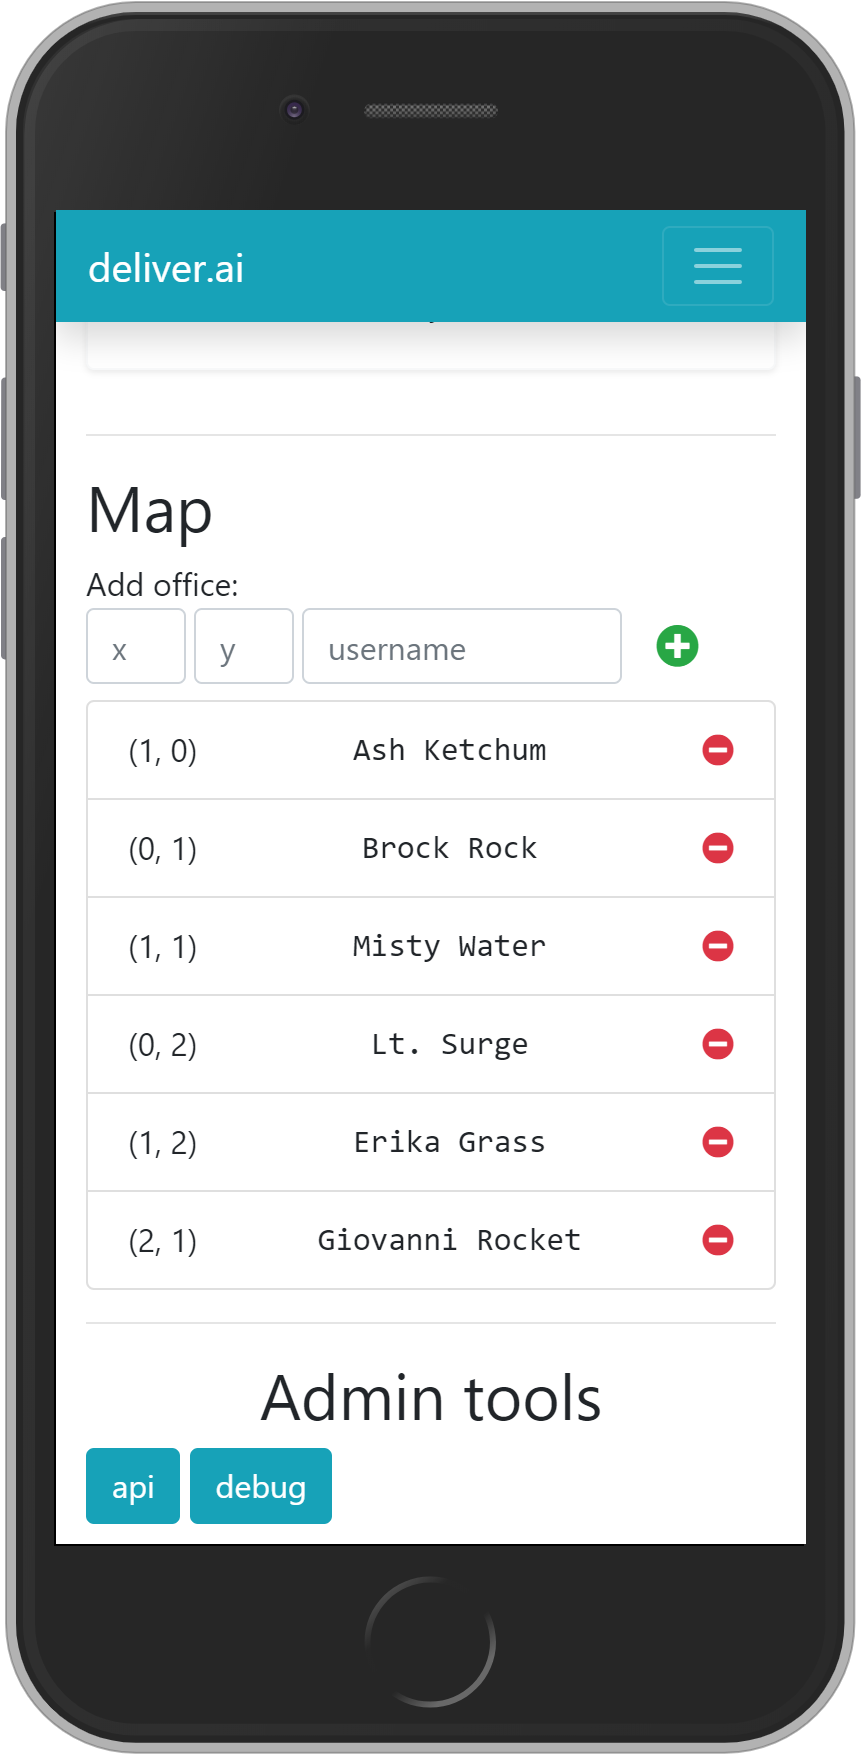 deliver.ai
Map
Add office:
x y username
(1, 0) Ash Ketchum
(0, 1) Brock Rock
(1, 1) Misty Water
(0, 2) Lt. Surge
(1, 2) Erika Grass
(2, 1) Giovanni Rocket
Admin tools
api debug